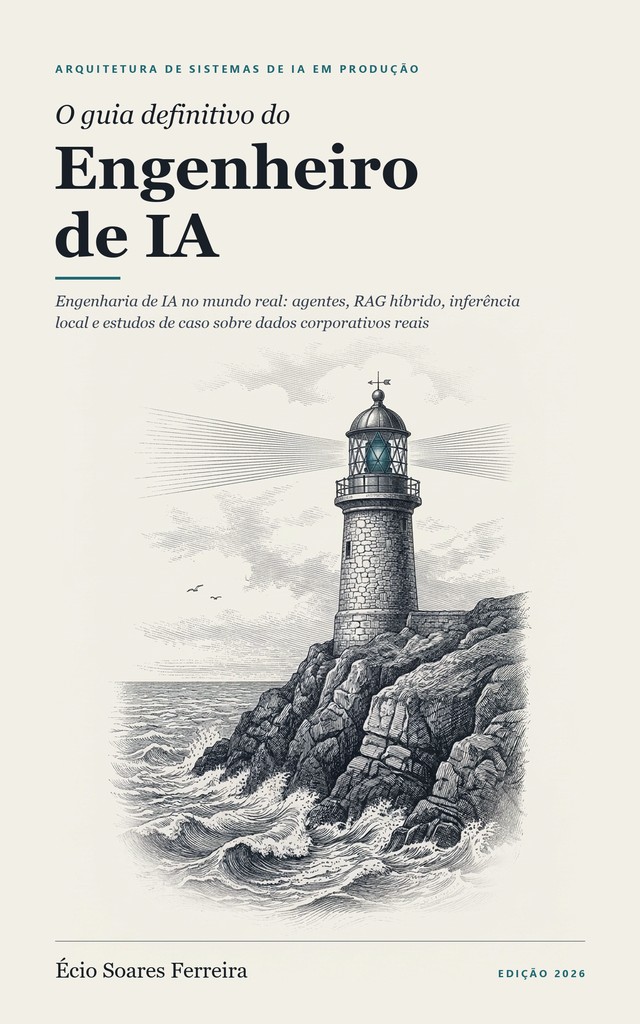 ARQUITETURA DE SISTEMAS DE IA EM PRODUÇÃO
O guia definitivo do
Engenheiro
de IA
Engenharia de IA no mundo real: agentes, RAG híbrido, inferência
local e estudos de caso sobre dados corporativos reais
Écio Soares Ferreira
EDIÇÃO 2026